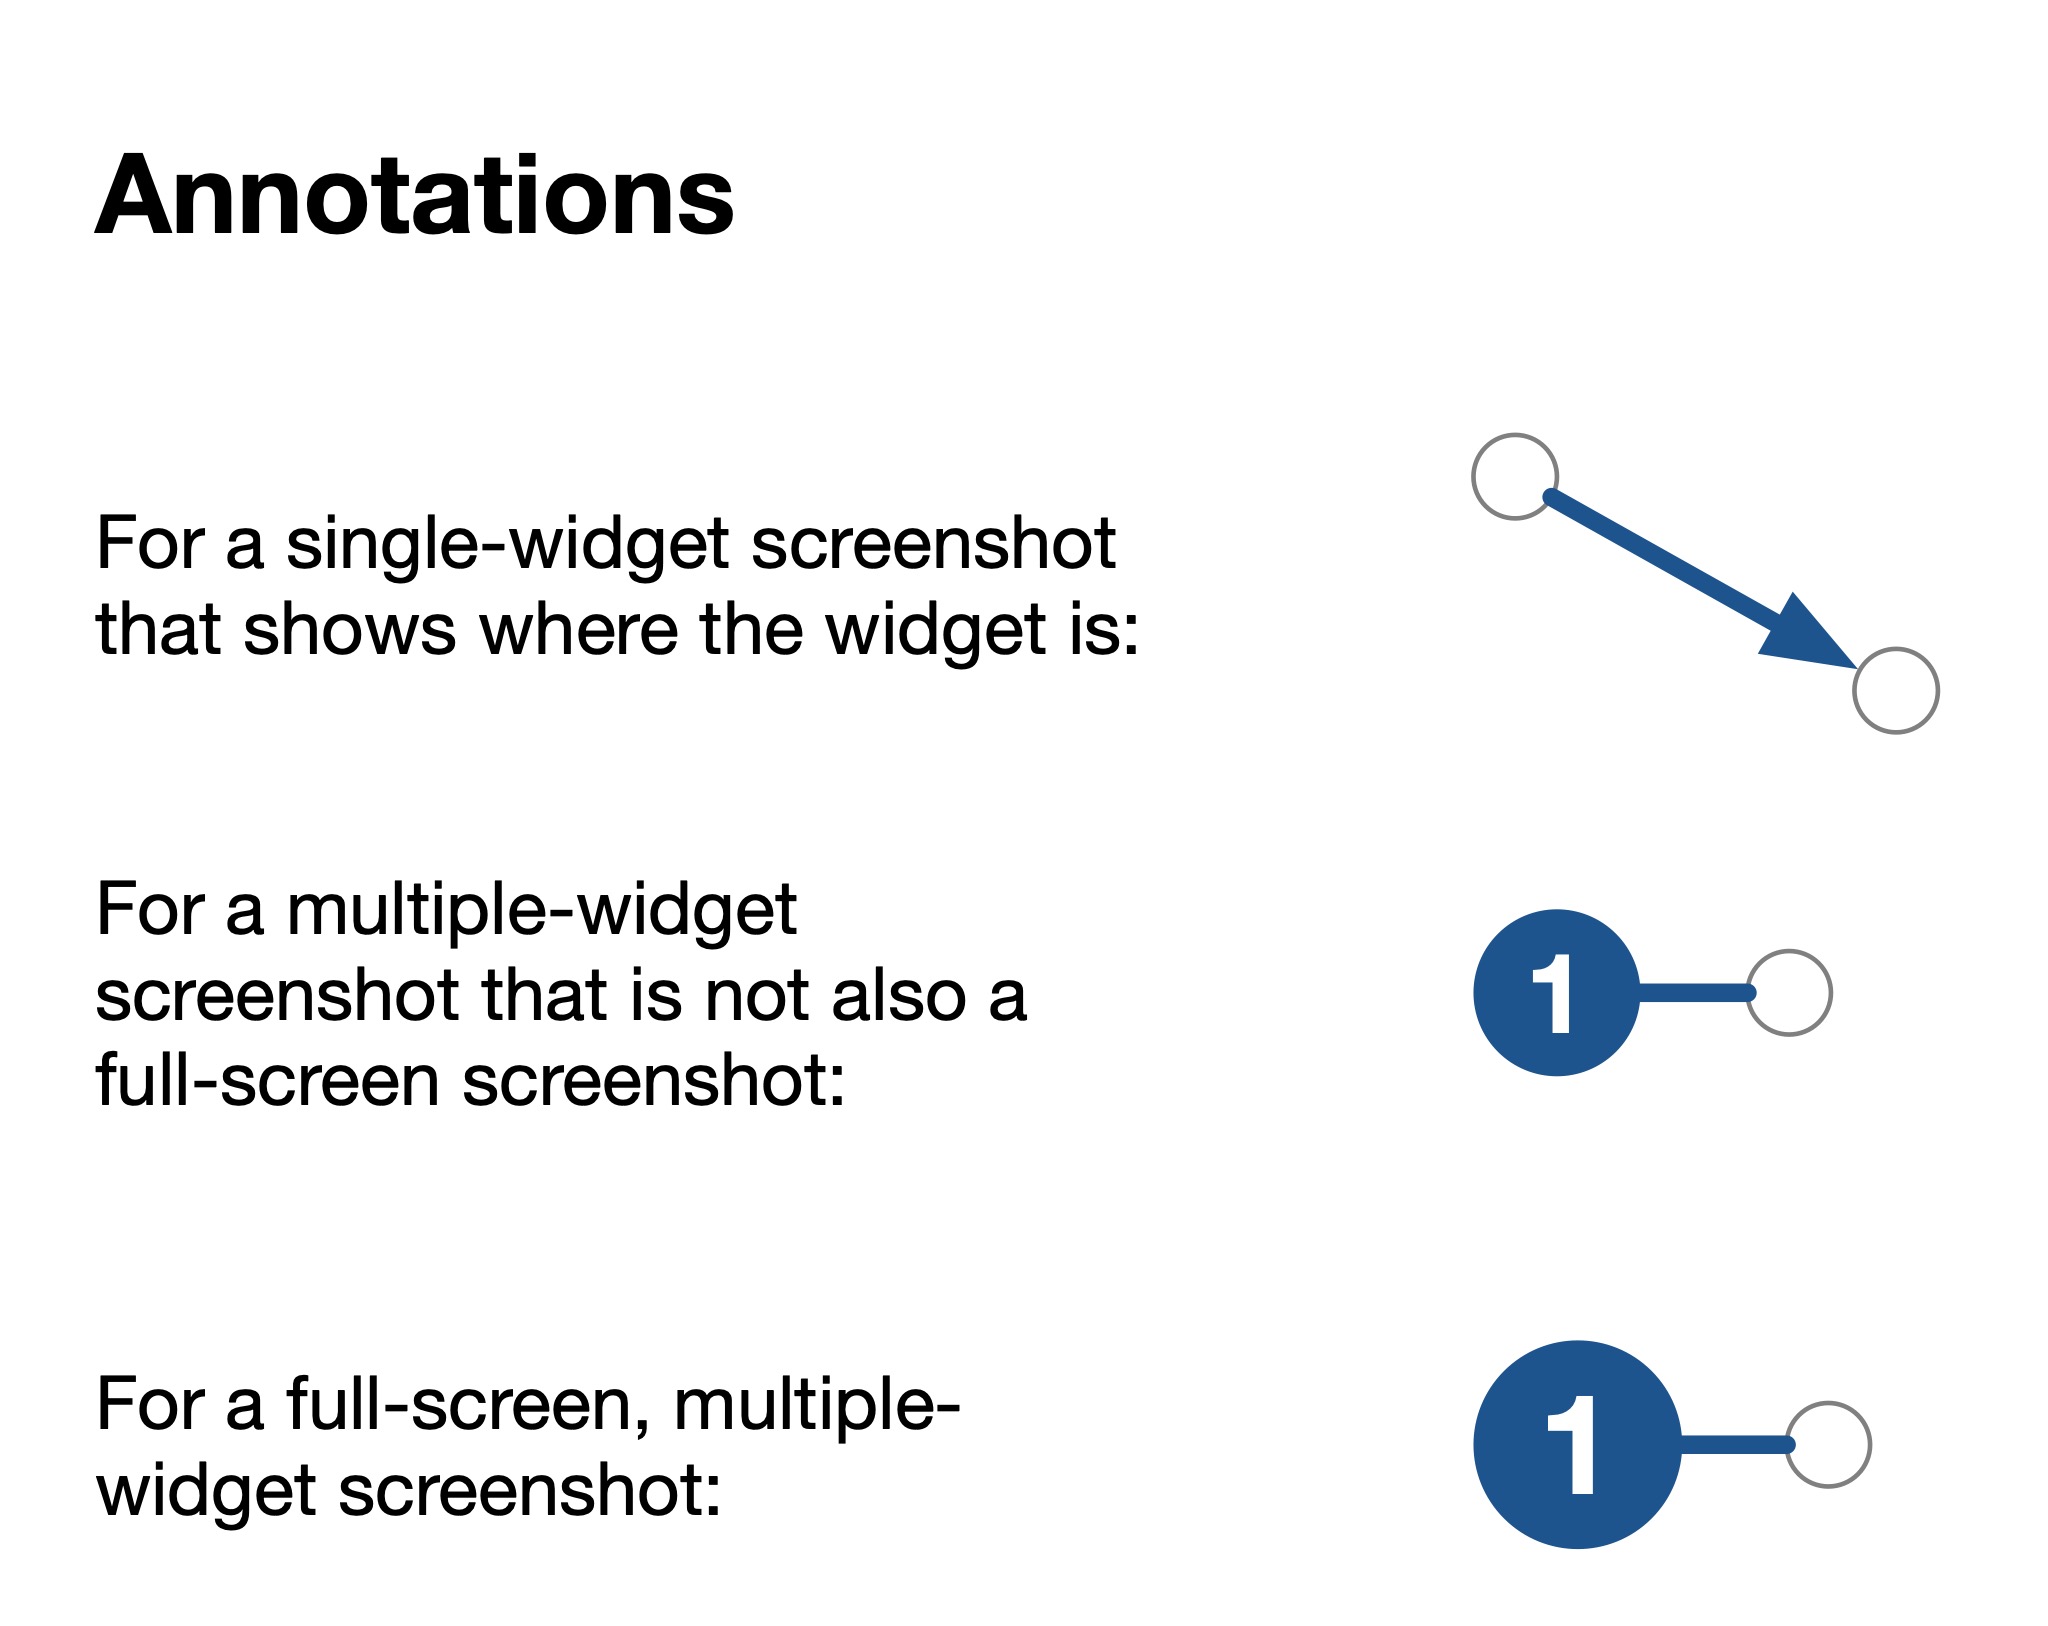 Annotations
For a single-widget screenshot
that shows where the widget is:
For a multiple-widget
screenshot that is not also a
full-screen screenshot:
1
For a full-screen, multiple-
widget screenshot:
1